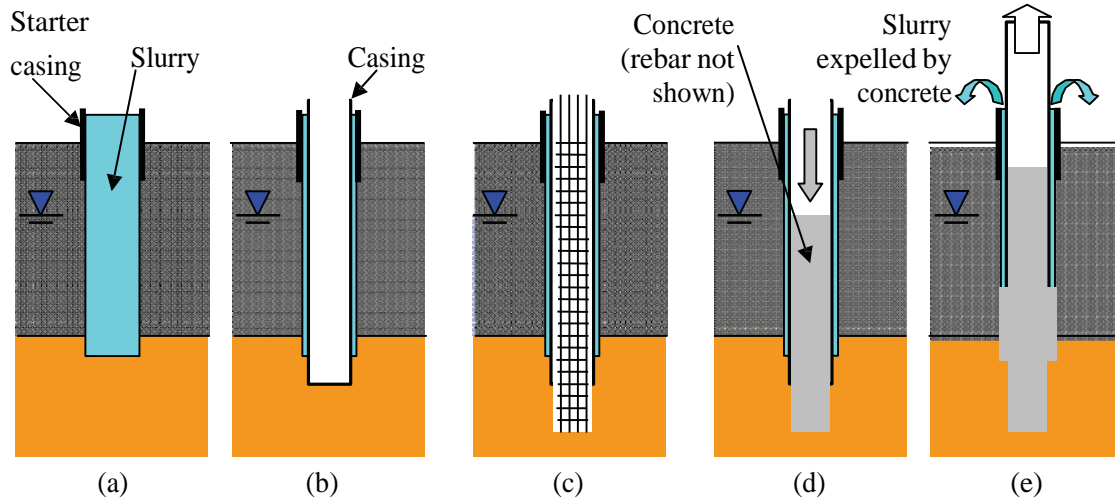 Starter
casing
Slurry
Casing
Concrete
(rebar not
shown)
Slurry
expelled by
concrete
(a)
(b)
(c)
(d)
(e)